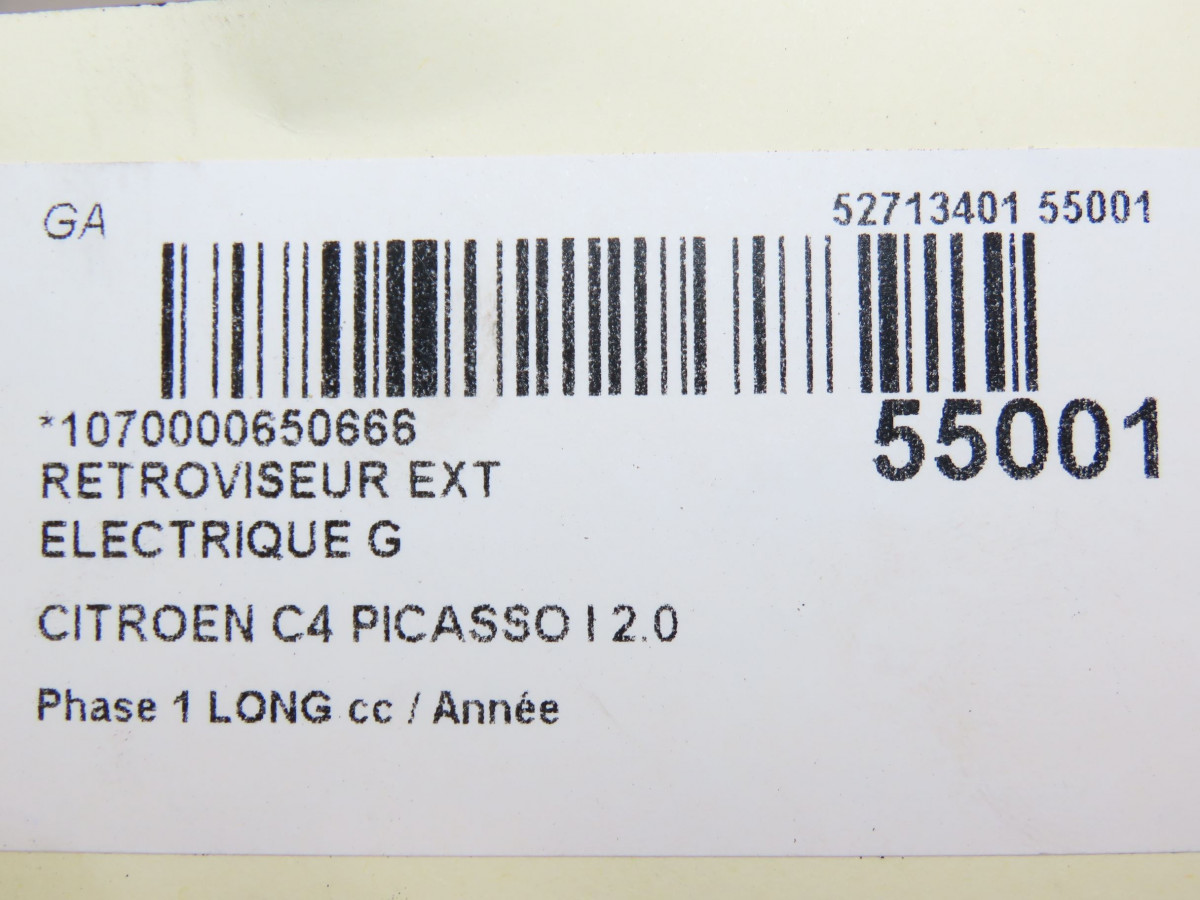 GA
52713401 55001
*1070000650666
55001
RETROVISEUR EXT
ELECTRIQUE G
CITROEN C4 PICASSO I 2.0
Phase 1 LONG cc / Année